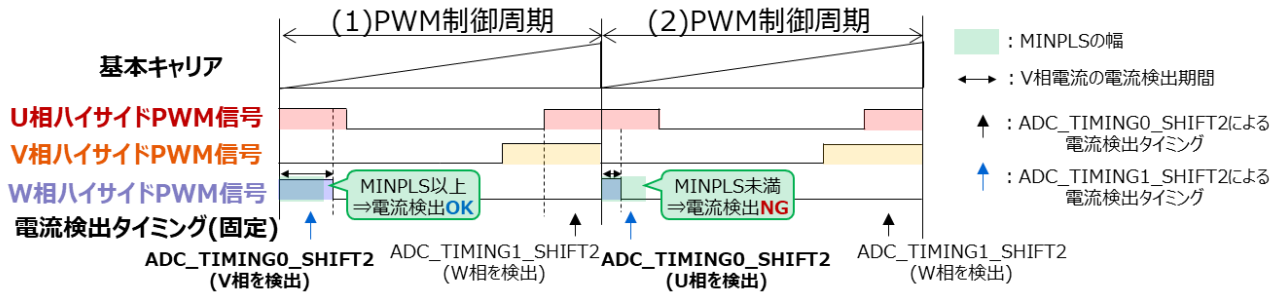 (1)PWM制御周期
(2)PWM制御周期
基本キャリア
U相ハイサイドPWM信号
V相ハイサイドPWM信号
W相ハイサイドPWM信号
電流検出タイミング(固定)
MINPLS以上
⇒電流検出OK
MINPLS未満
⇒電流検出NG
ADC_TIMING0_SHIFT2
(V相を検出)
ADC_TIMING1_SHIFT2
(W相を検出)
ADC_TIMING0_SHIFT2
(U相を検出)
ADC_TIMING1_SHIFT2
(W相を検出)
：MINPLSの幅
：V相電流の電流検出期間
：ADC_TIMING0_SHIFT2による
電流検出タイミング
：ADC_TIMING1_SHIFT2による
電流検出タイミング